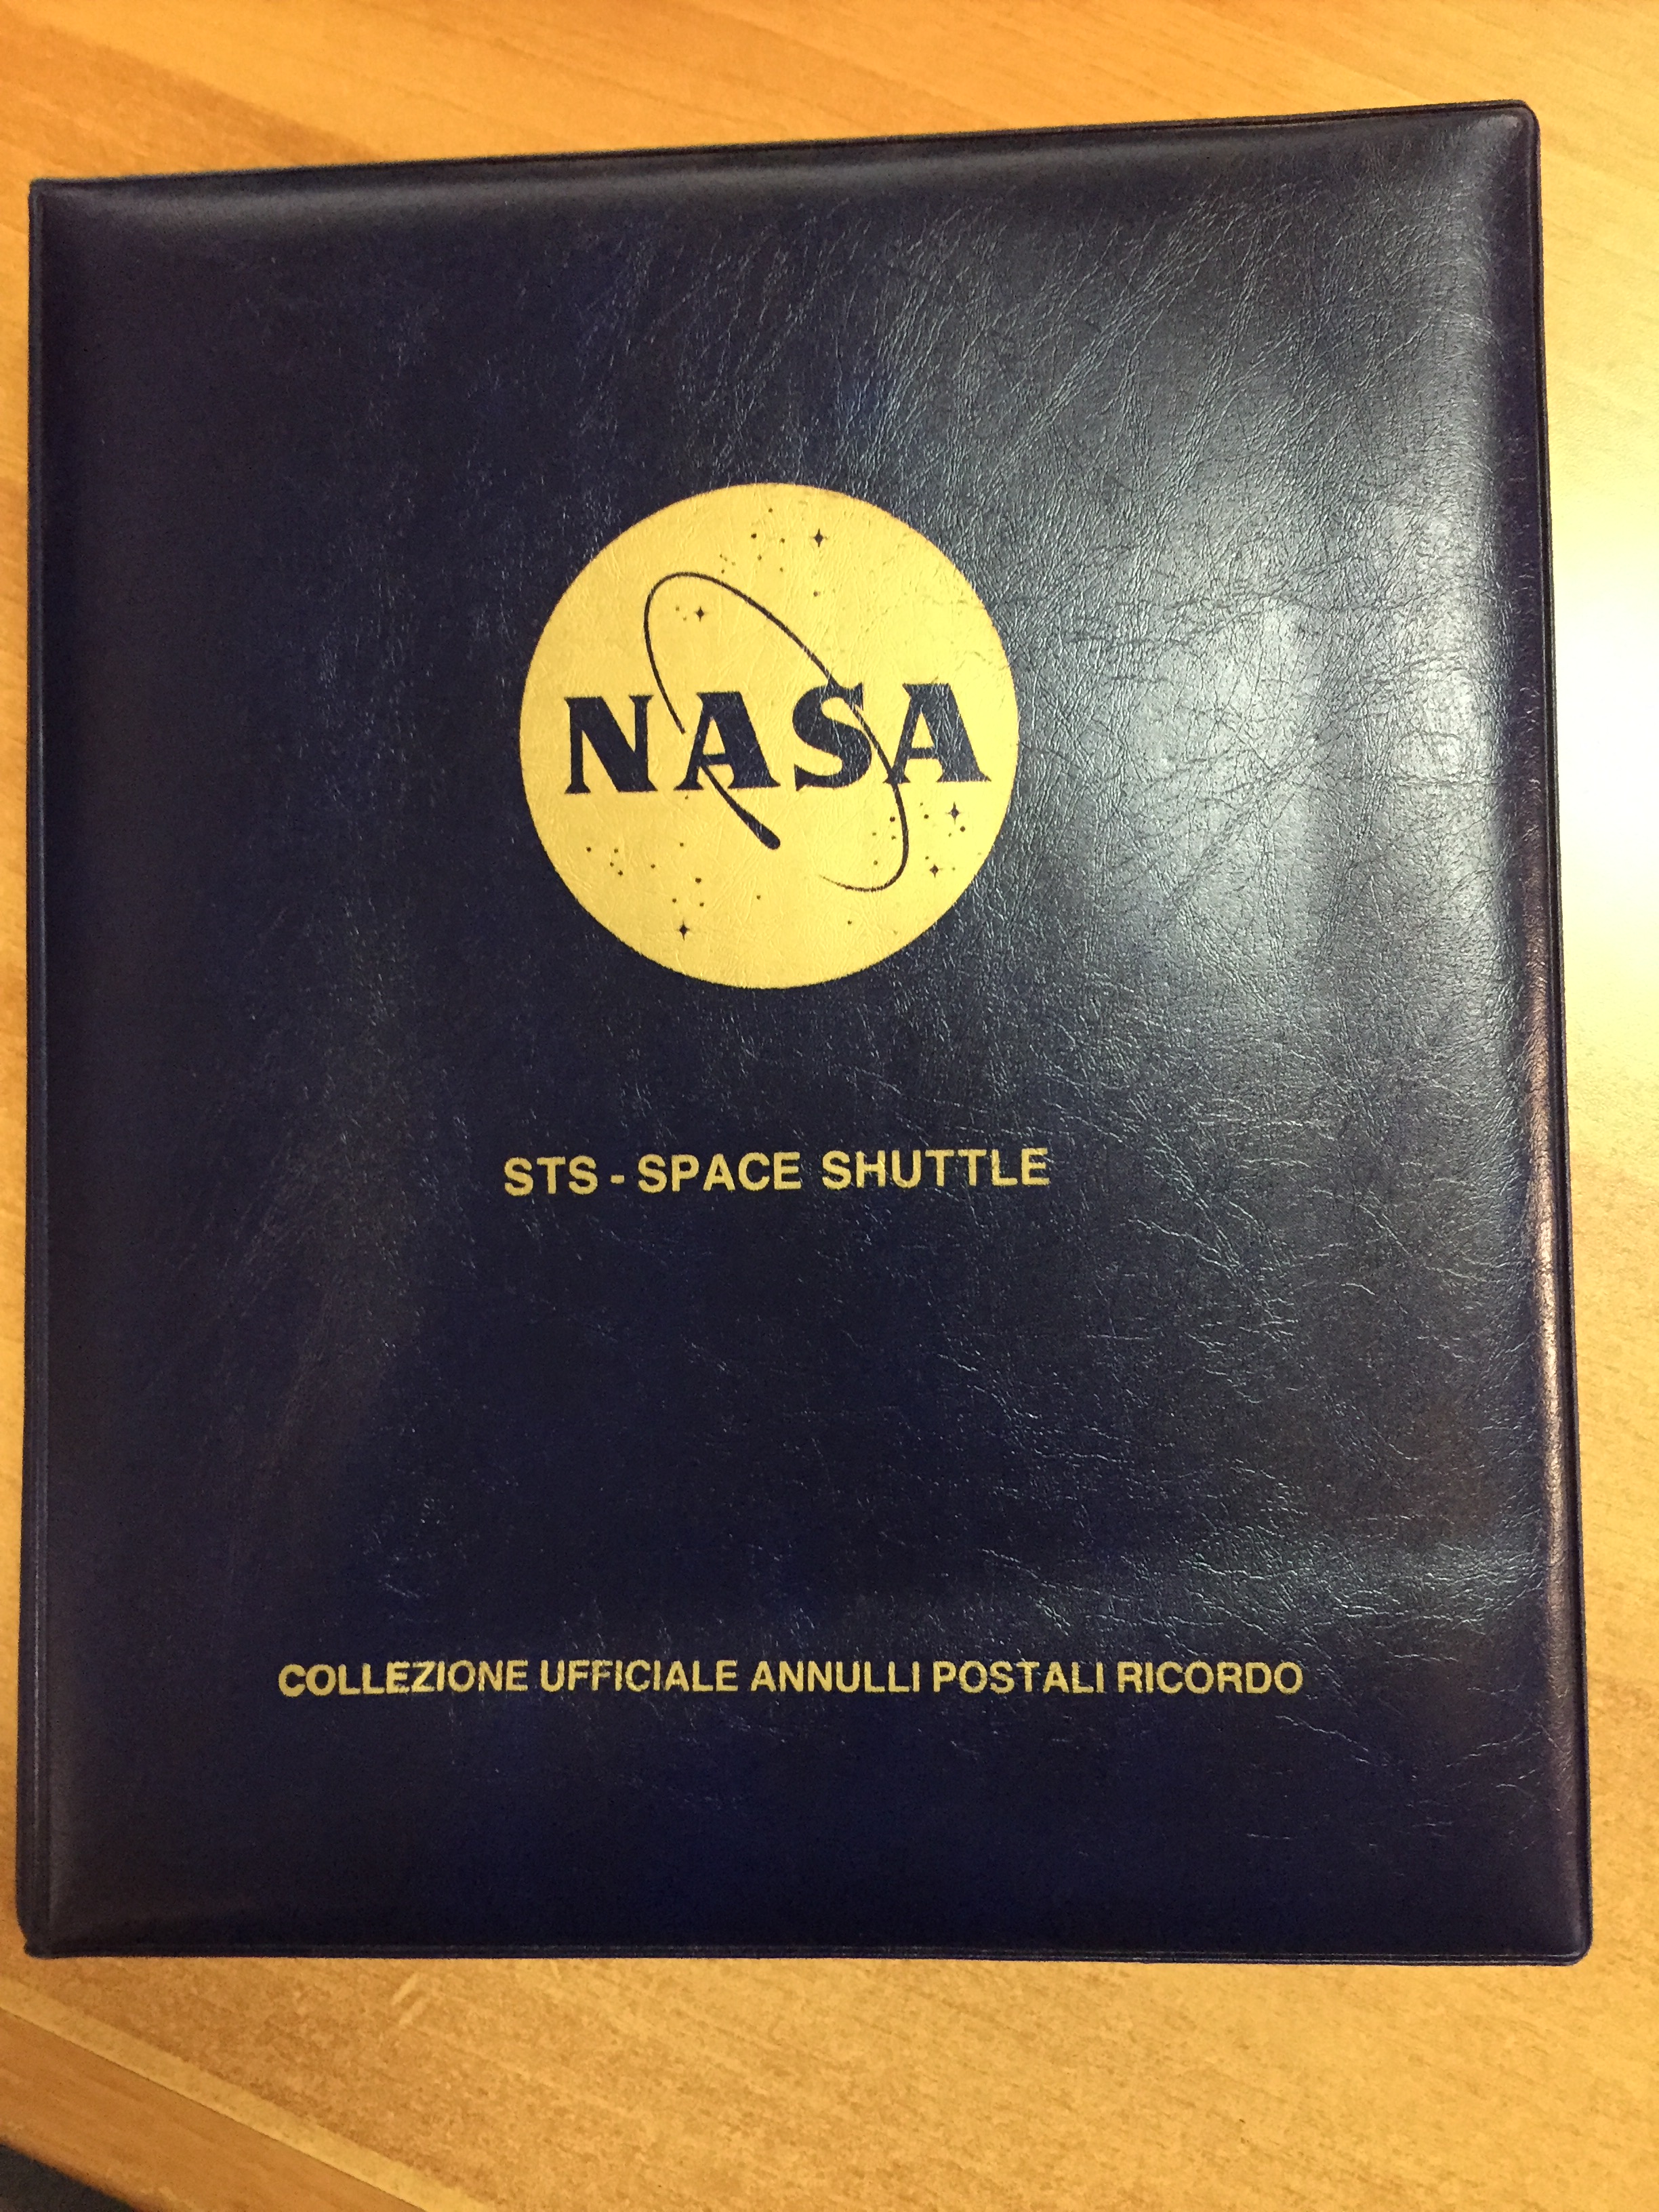 NASA
STS - SPACE SHUTTLE
COLLEZIONE UFFICIALE ANNULLI POSTALI RICORDO